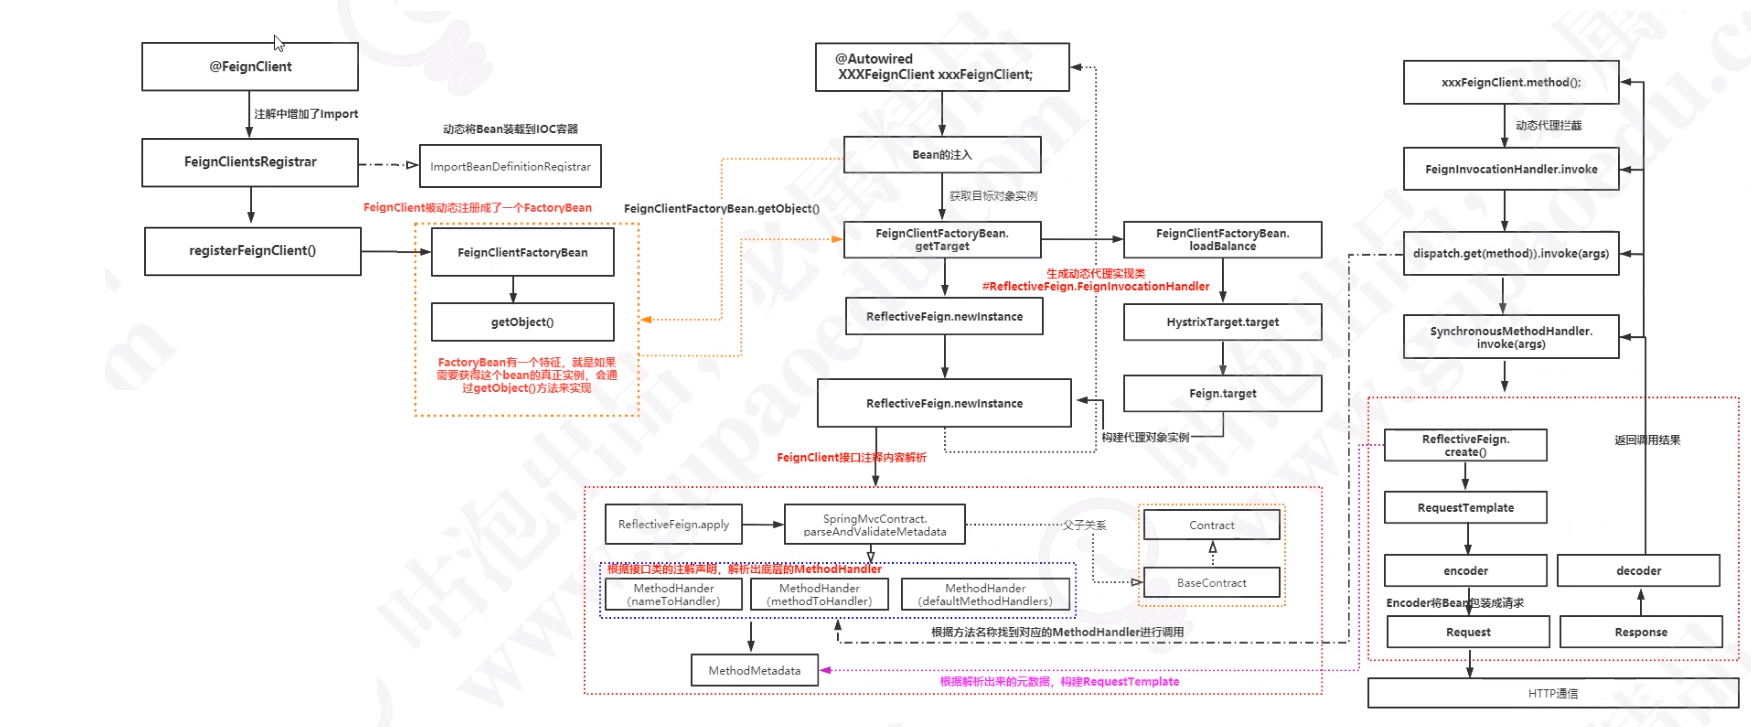 @FeignClient
注解中增加了Import
FeignClientsRegistrar
动态将Bean装载到IOC容器
ImportBeanDefinitionRegistrar
registerFeignClient()
FeignClient被动态注册成了一个FactoryBean
FeignClientFactoryBean
getObject()
FactoryBean有一个特征，就是如果
需要获得这个bean的真正实例，会通
过getObject()方法来实现
@Autowired
XXXFeignClient xxxFeignClient;
Bean的注入
获取目标对象实例
FeignClientFactoryBean.getObject()
FeignClientFactoryBean.
getTarget
FeignClientFactoryBean.
loadBalance
生成动态代理实现类
#ReflectiveFeign.FeignInvocationHandler
ReflectiveFeign.newInstance
HystrixTarget.target
ReflectiveFeign.newInstance
Feign.target
构建代理对象实例
FeignClient接口注释内容解析
ReflectiveFeign.apply
SpringMvcContract.
parseAndValidateMetadata
父子关系
Contract
BaseContract
根据接口类的注解声明，解析出底层的MethodHandler
MethodHander
(nameToHandler)
MethodHander
(methodToHandler)
MethodHander
(defaultMethodHandlers)
根据方法名称找到对应的MethodHandler进行调用
MethodMetadata
根据解析出来的元数据，构建RequestTemplate
xxxFeignClient.method();
动态代理拦截
FeignInvocationHandler.invoke
dispatch.get(method)).invoke(args)
SynchronousMethodHandler.
invoke(args)
返回调用结果
ReflectiveFeign.
create()
RequestTemplate
encoder
decoder
Encoder将Bean包装成请求
Request
Response
HTTP通信